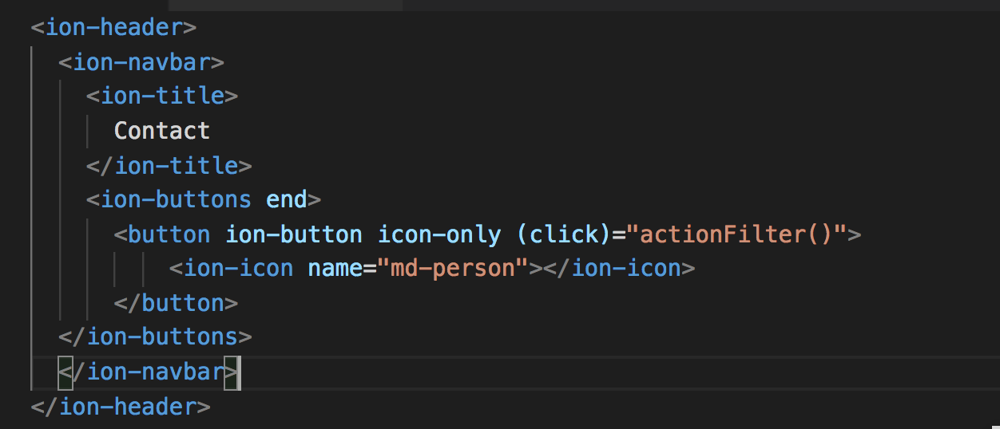 <ion-header>
<ion-navbar>
<ion-title>
Contact
</ion-title>
<ion-buttons end>
<button ion-button icon-only (click)="actionFilter()">
<ion-icon name="md-person"></ion-icon>
</button>
</ion-buttons>
</ion-navbar>
</ion-header>